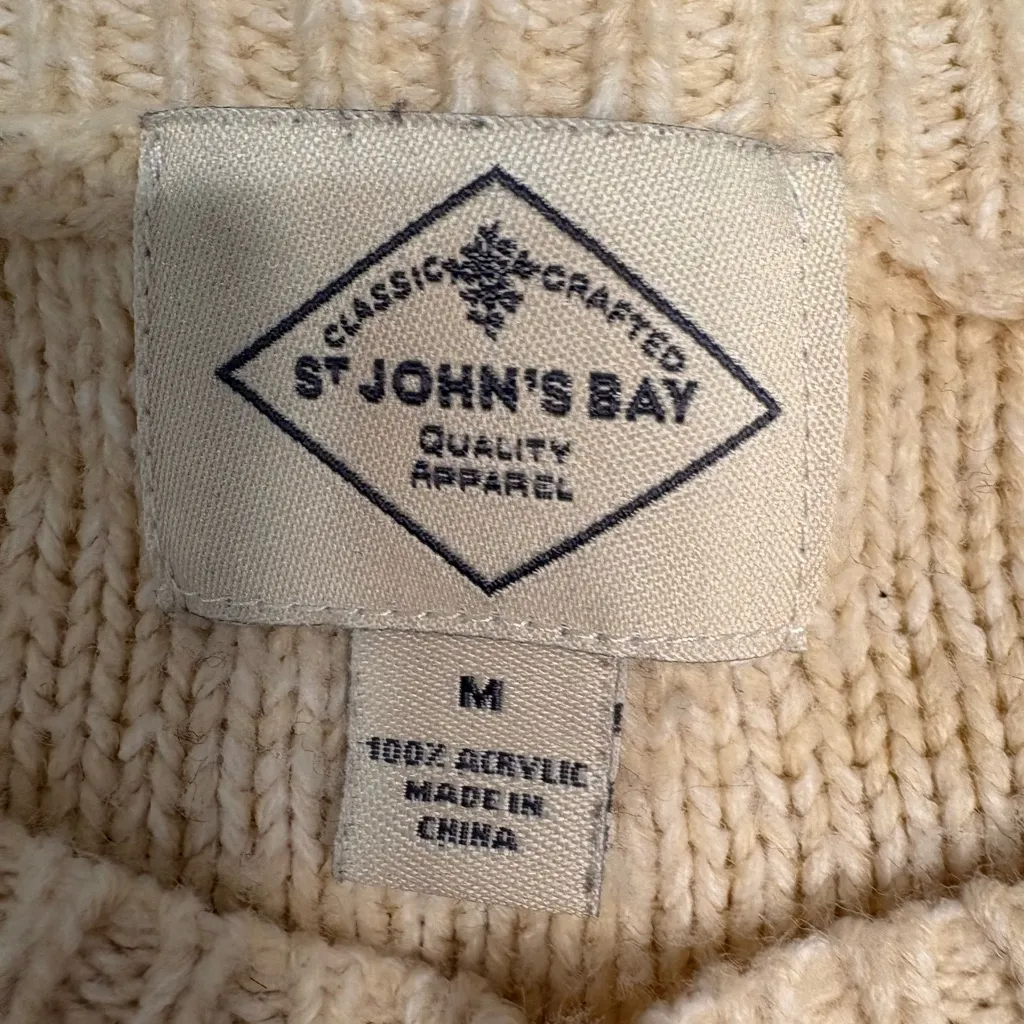 CLASSIC & CRAFTED
ST JOHN'S BAY
QUALITY
APPAREL
M
100% ACRYLIC
MADE IN
CHINA